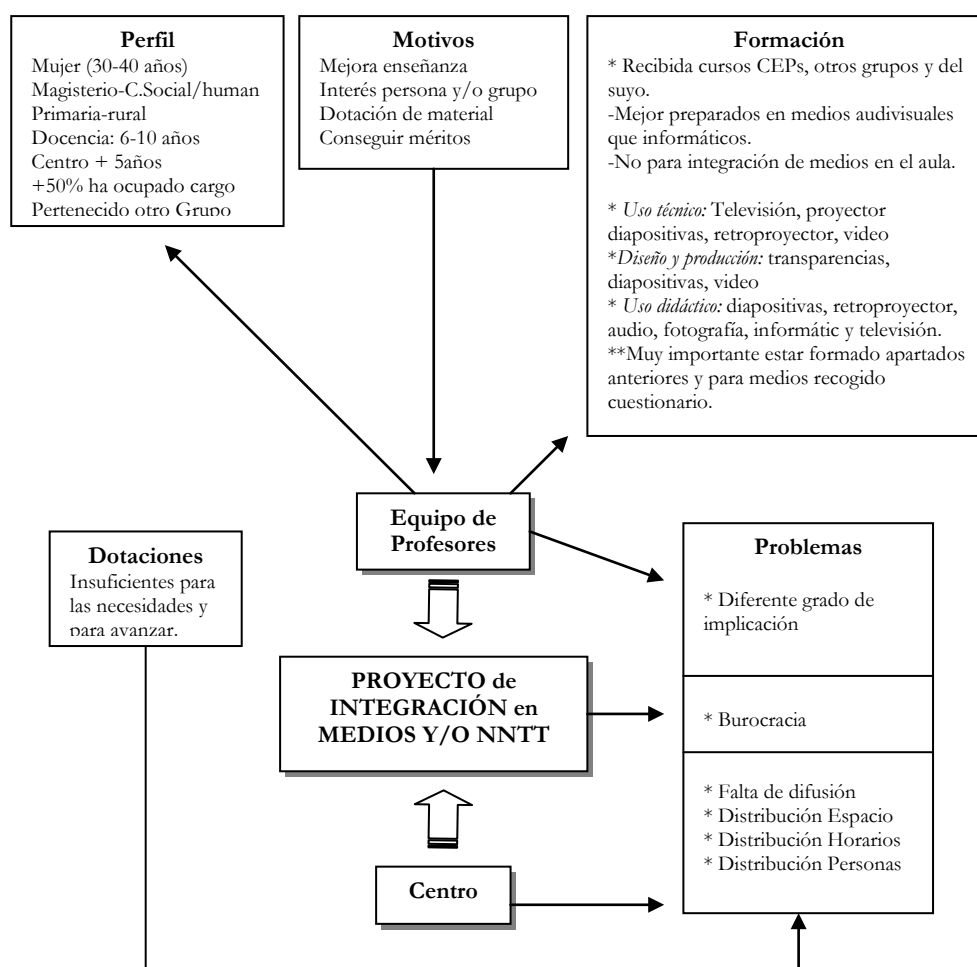 Perfil
Mujer (30-40 años)
Magisterio-C.Social/human
Primaria-rural
Docencia: 6-10 años
Centro + 5años
+50% ha ocupado cargo
Pertenecido otro Grupo
Motivos
Mejora enseñanza
Interés persona y/o grupo
Dotación de material
Conseguir méritos
Formación
* Recibida cursos CEPs, otros grupos y del
suyo.
-Mejor preparados en medios audivisuales
que informáticos.
-No para integración de medios en el aula.
* Uso técnico: Televisión, proyector
diapositivas, retroproyector, video
*Diseño y producción: transparencias,
diapositivas, video
* Uso didáctico: diapositivas, retroproyector,
audio, fotografía, informátic y televisión.
**Muy importante estar formado apartados
anteriores y para medios recogido
cuestionario.
Equipo de
Profesores
Dotaciones
Insuficientes para
las necesidades y
para avanzar.
Problemas
* Diferente grado de
implicación
PROYECTO de
INTEGRACIÓN en
MEDIOS Y/O NNTT
* Burocracia
* Falta de difusión
* Distribución Espacio
* Distribución Horarios
* Distribución Personas
Centro